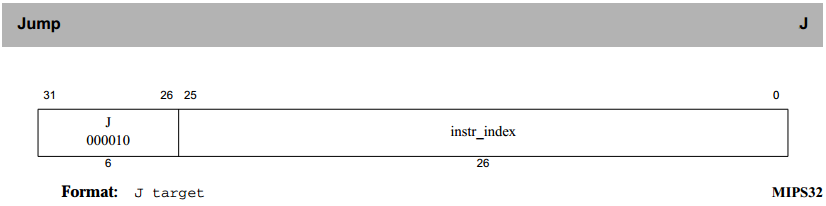 Jump J
31 26 25 0
J
000010 instr_index
6 26
Format: J target MIPS32